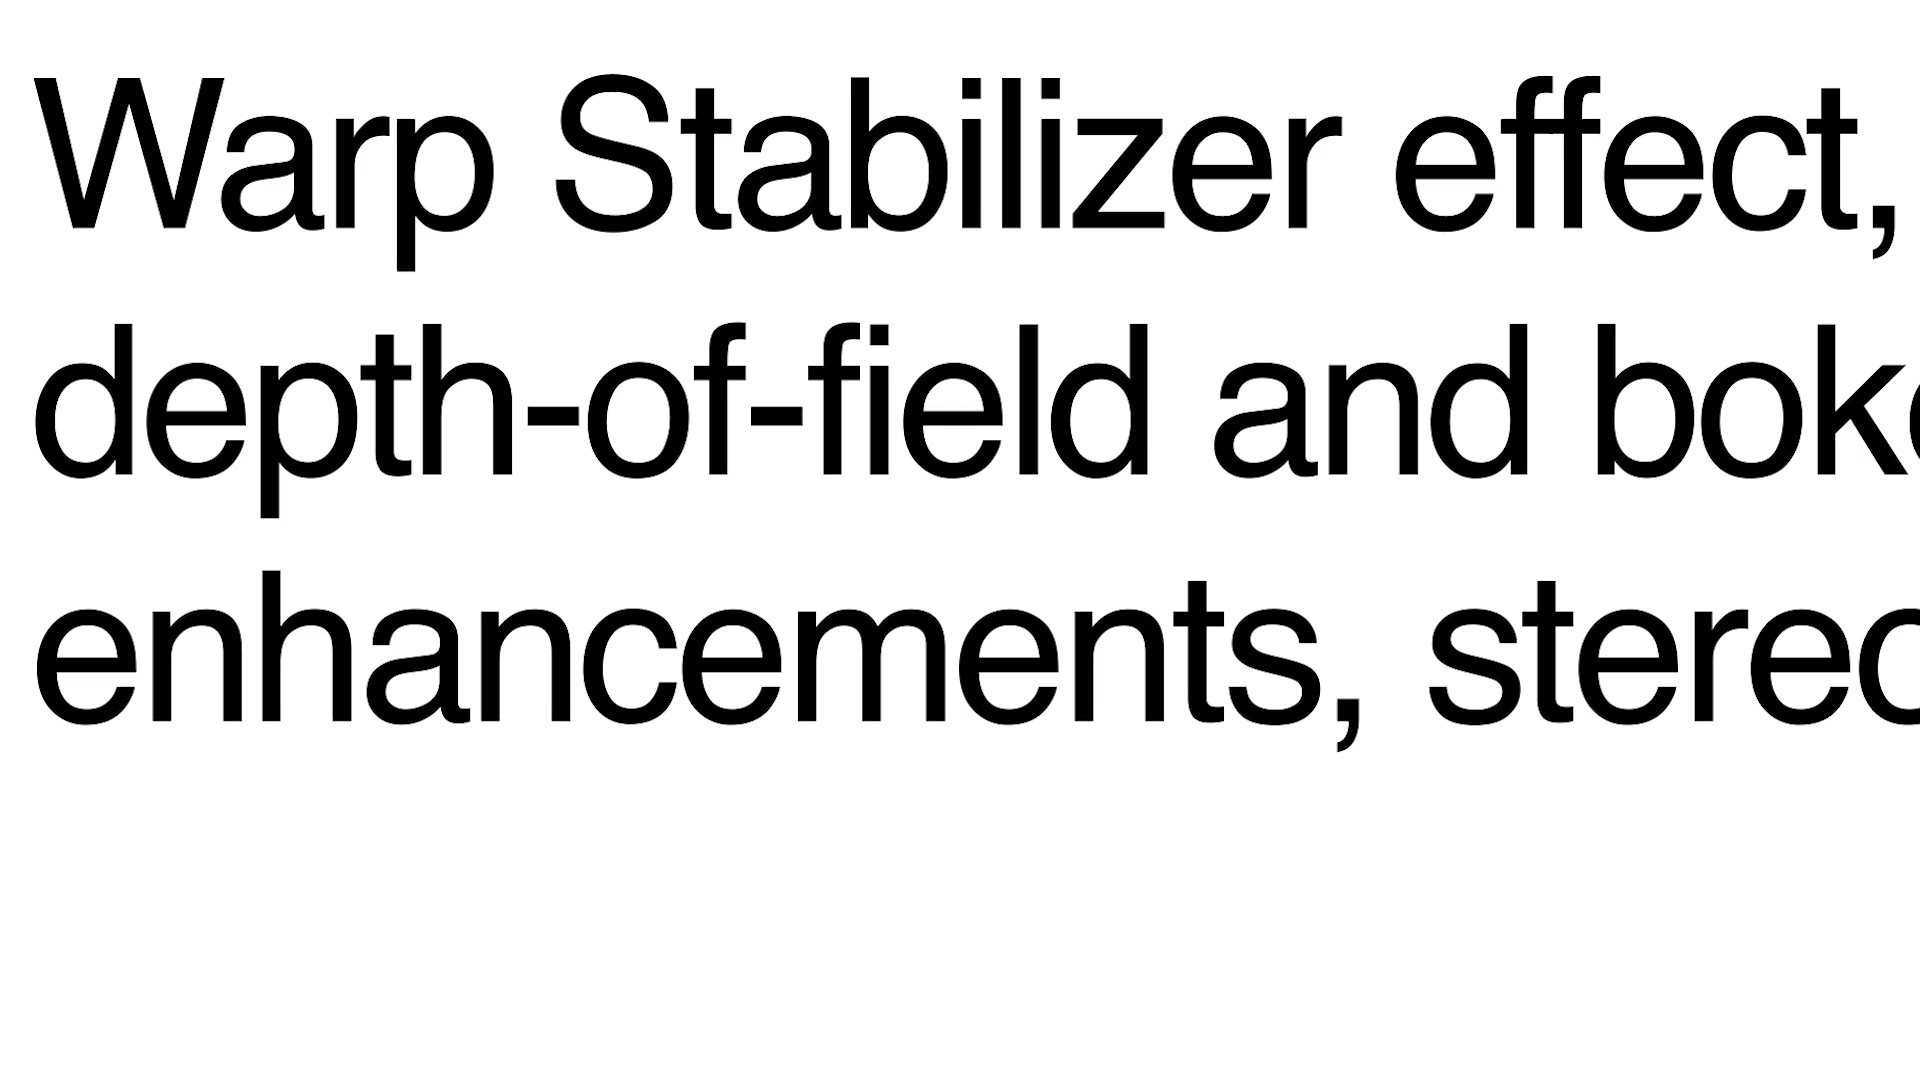 Warp Stabilizer effect,
depth-of-field and
enhancements,